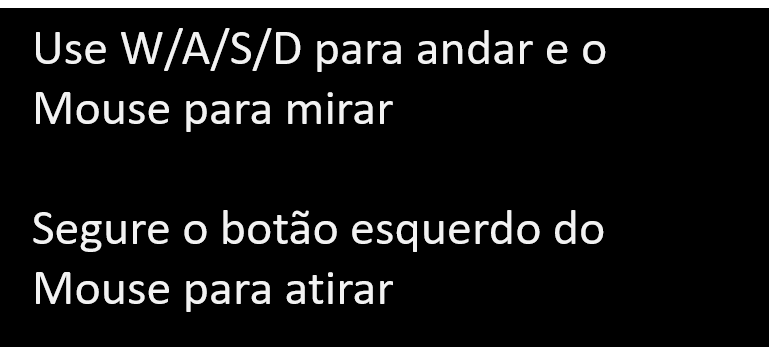 Use W/A/S/D para andar e o
Mouse para mirar
Segure o botão esquerdo do
Mouse para atirar